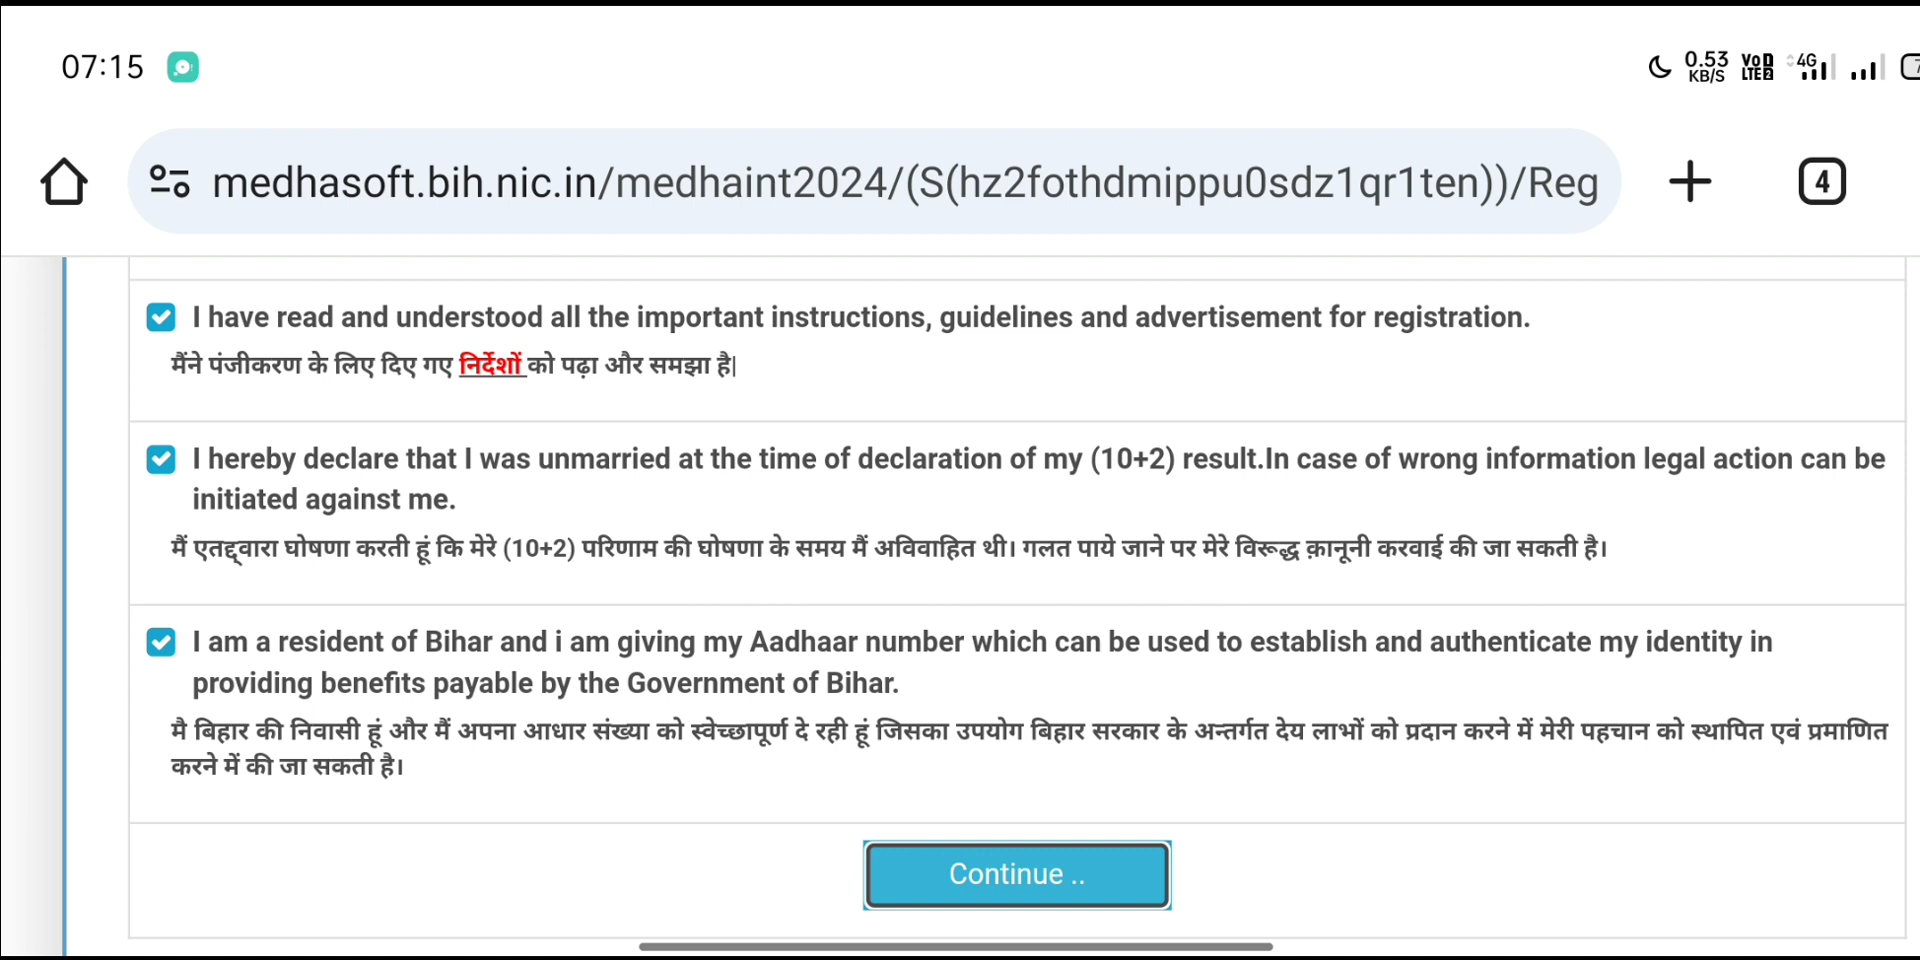 07:15
0.53 KB/S VoD LTE 2 4G
medhasoft.bih.nic.in/medhaint2024/(S(hz2fothdmippu0sdz1qr1ten))/Reg
4
I have read and understood all the important instructions, guidelines and advertisement for registration.
मैंने पंजीकरण के लिए दिए गए निर्देशों को पढ़ा और समझा है|
I hereby declare that I was unmarried at the time of declaration of my (10+2) result.In case of wrong information legal action can be
initiated against me.
मैं एतद्द्वारा घोषणा करती हूं कि मेरे (10+2) परिणाम की घोषणा के समय मैं अविवाहित थी। गलत पाये जाने पर मेरे विरूद्ध क़ानूनी करवाई की जा सकती है।
I am a resident of Bihar and i am giving my Aadhaar number which can be used to establish and authenticate my identity in
providing benefits payable by the Government of Bihar.
मै बिहार की निवासी हूं और मैं अपना आधार संख्या को स्वेच्छापूर्ण दे रही हूं जिसका उपयोग बिहार सरकार के अन्तर्गत देय लाभों को प्रदान करने में मेरी पहचान को स्थापित एवं प्रमाणित
करने में की जा सकती है।
Continue ..